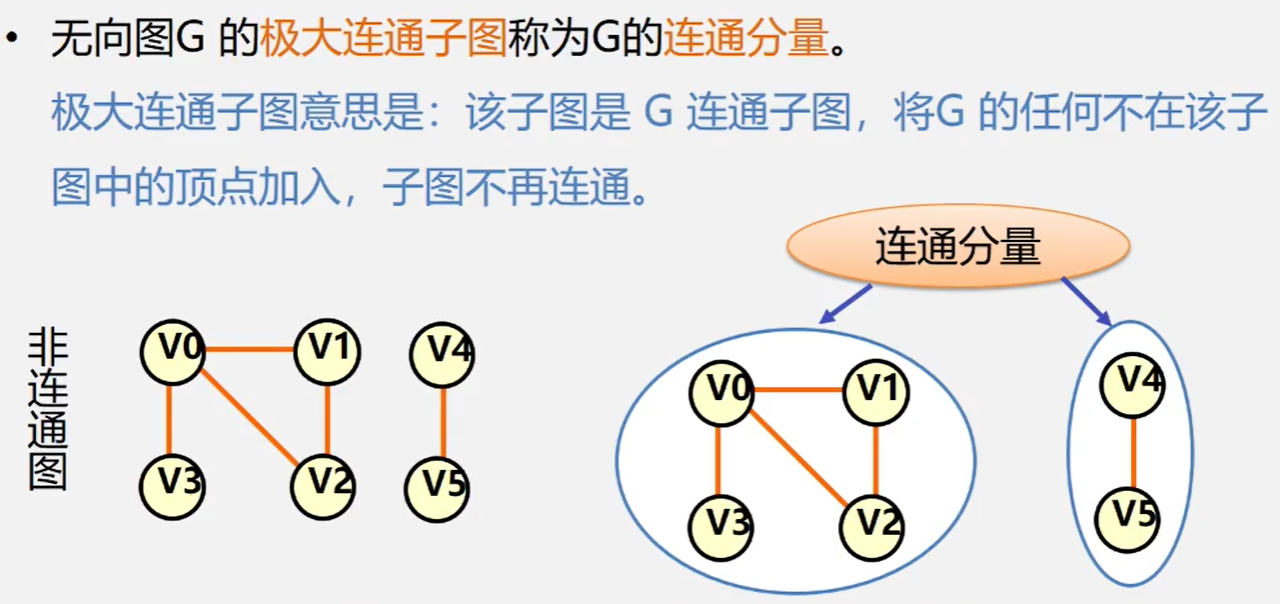 • 无向图G 的极大连通子图称为G的连通分量。
极大连通子图意思是：该子图是 G 连通子图，将G 的任何不在该子
图中的顶点加入，子图不再连通。
连通分量
非连通图
V0 V1 V4
V3 V2 V5
V0 V1 V4
V3 V2 V5